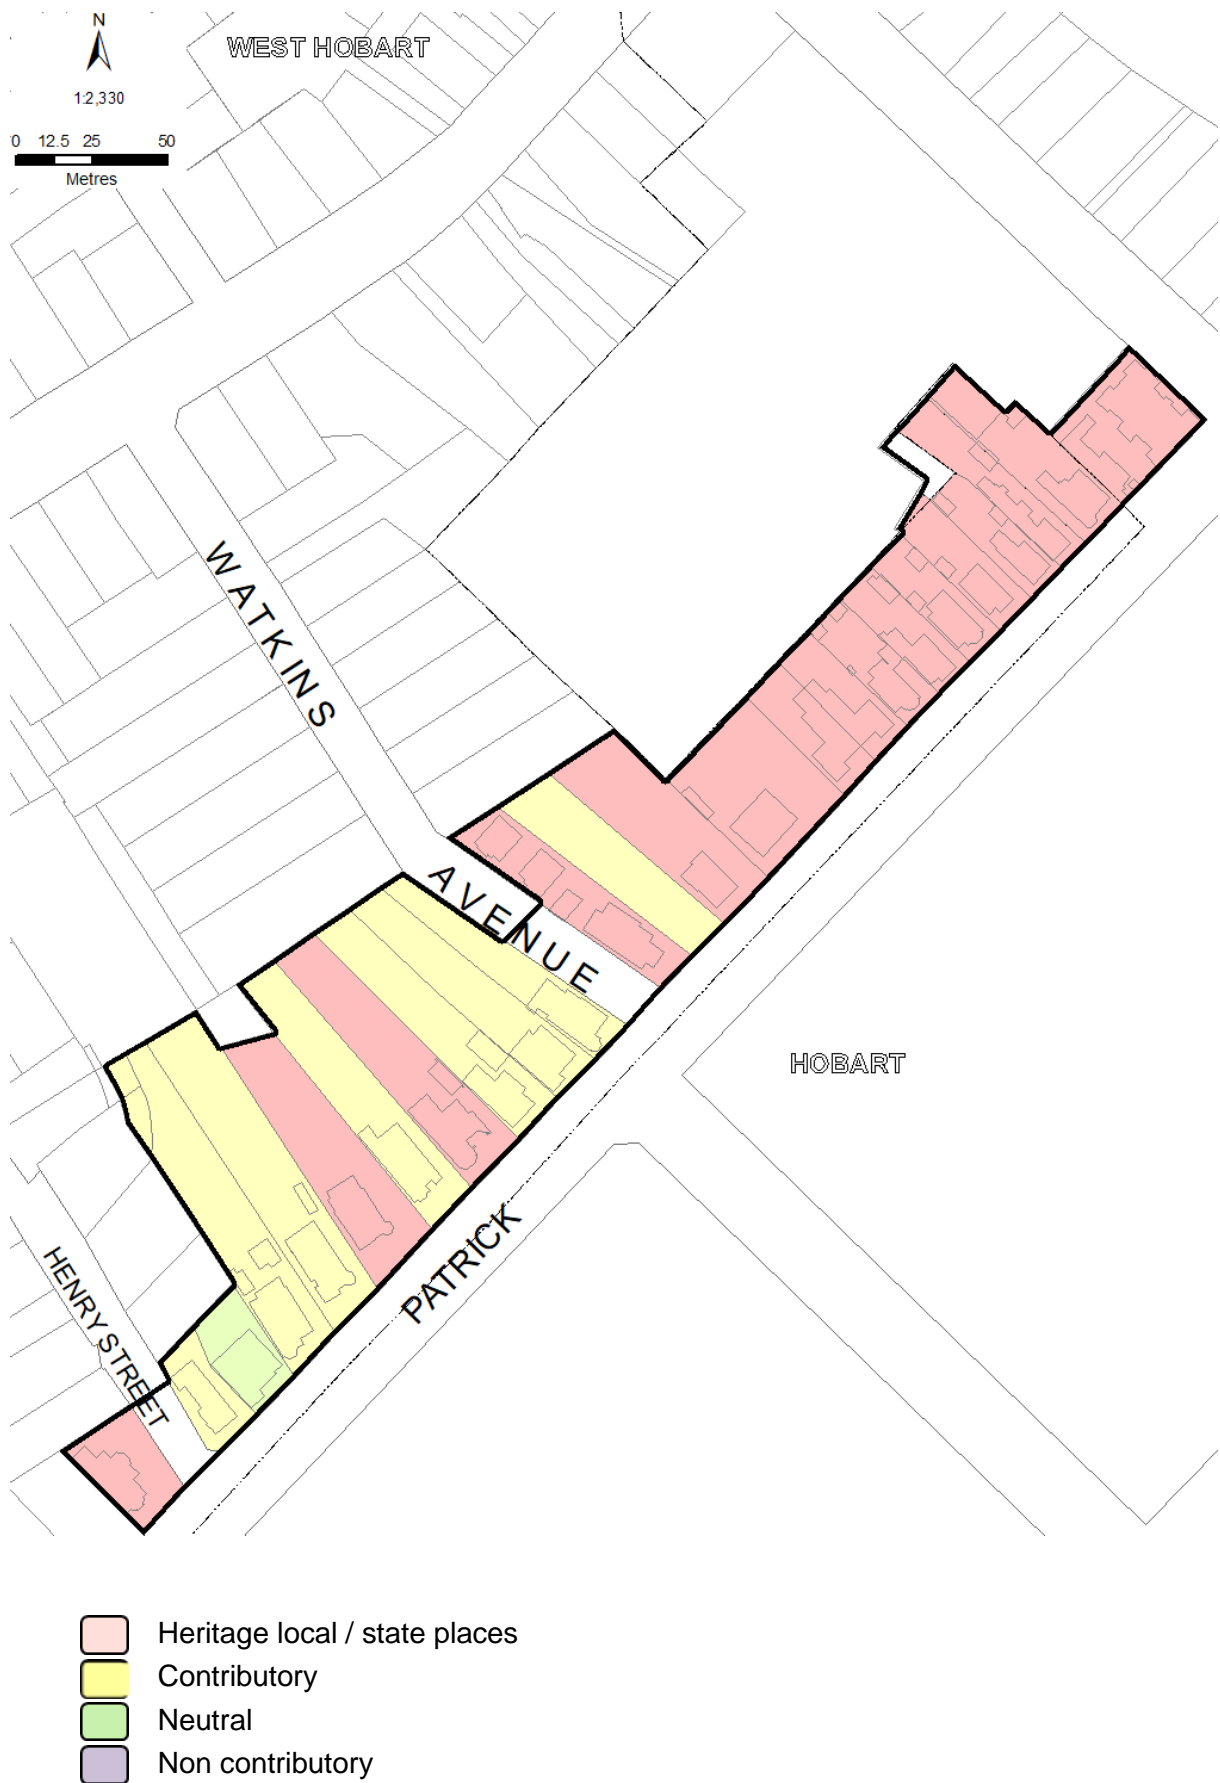 N
WEST HOBART
1:2,330
0 12.5 25 50
Metres
WATKINS
AVENUE
HOBART
PATRICK
HENRY STREET
Heritage local / state places
Contributory
Neutral
Non contributory